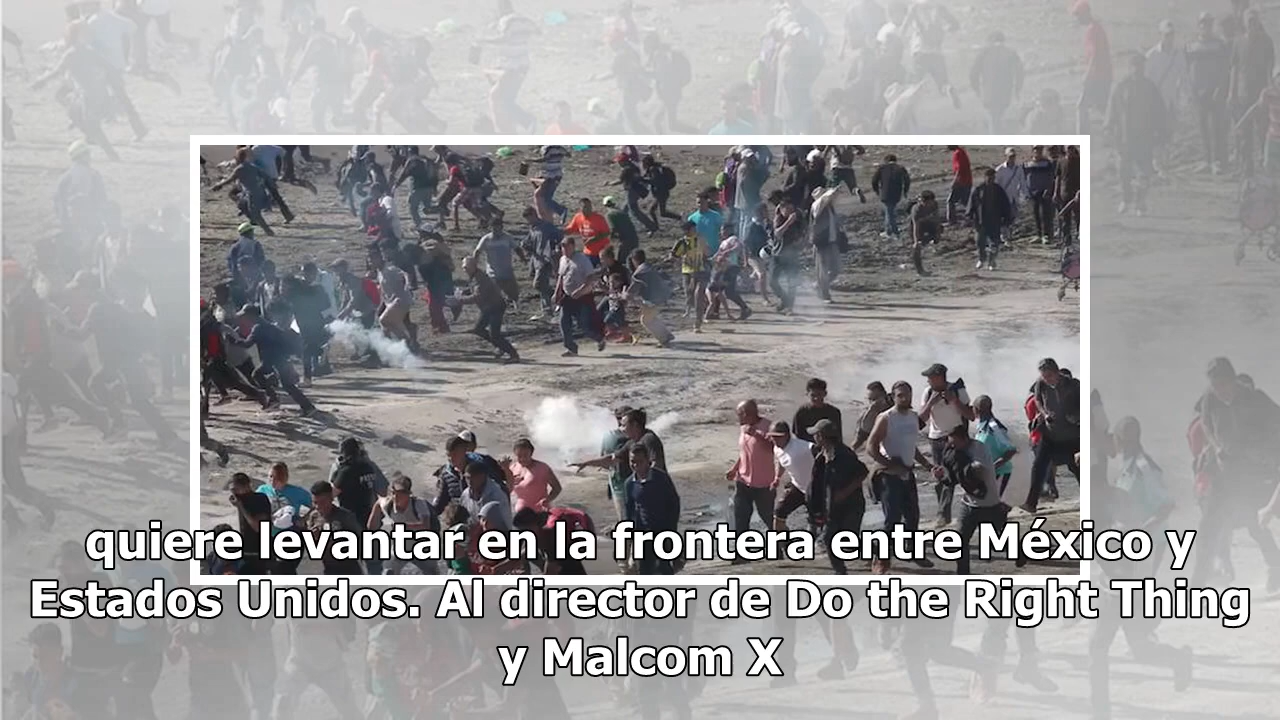 quiere levantar en la frontera entre México y
Estados Unidos. Al director de Do the Right Thing
y Malcom X